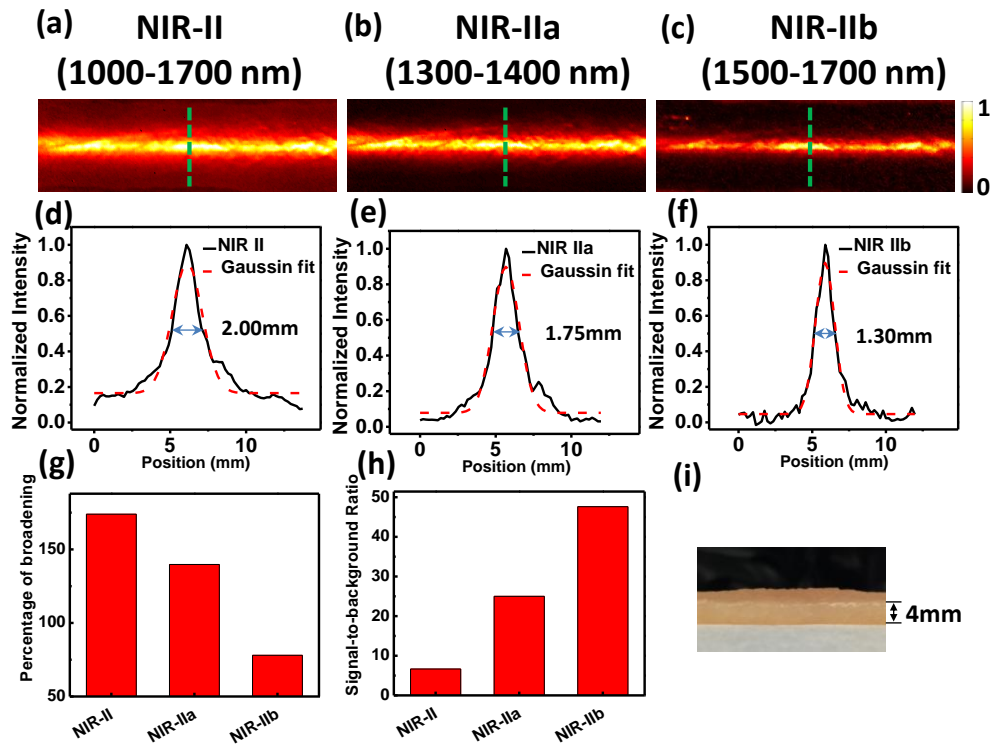 (a) NIR-II
(1000-1700 nm)
(b) NIR-IIa
(1300-1400 nm)
(c) NIR-IIb
(1500-1700 nm)
1
0
(d)
Normalized Intensity
1.0
0.8
0.6
0.4
0.2
0.0
NIR II
Gaussin fit
2.00mm
0 5 10
Position (mm)
(e)
Normalized Intensity
1.0
0.8
0.6
0.4
0.2
0.0
NIR IIa
Gaussin fit
1.75mm
0 5 10
Position (mm)
(f)
Normalized Intensity
1.0
0.8
0.6
0.4
0.2
0.0
NIR IIb
Gaussin fit
1.30mm
0 5 10
Position (mm)
(g)
Percentage of broadening
150
100
50
NIR-II NIR-IIa NIR-IIb
(h)
Signal-to-background Ratio
50
40
30
20
10
0
NIR-II NIR-IIa NIR-IIb
(i)
4mm